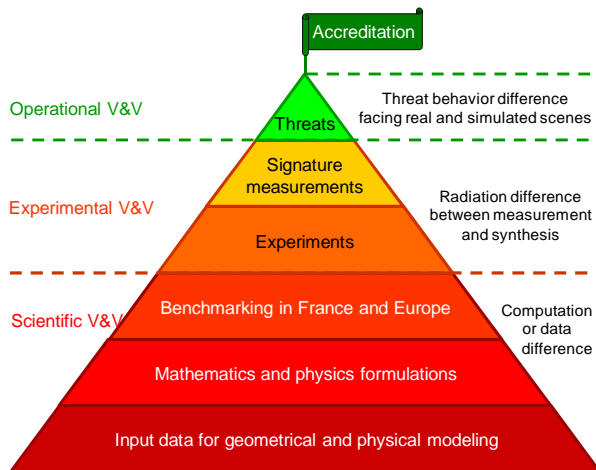 Accreditation
Operational V&V
Threat behavior difference
facing real and simulated scenes
Threats
Signature
measurements
Experimental V&V
Radiation difference
between measurement
and synthesis
Experiments
Benchmarking in France and Europe
Scientific V&V
Computation
or data
difference
Mathematics and physics formulations
Input data for geometrical and physical modeling